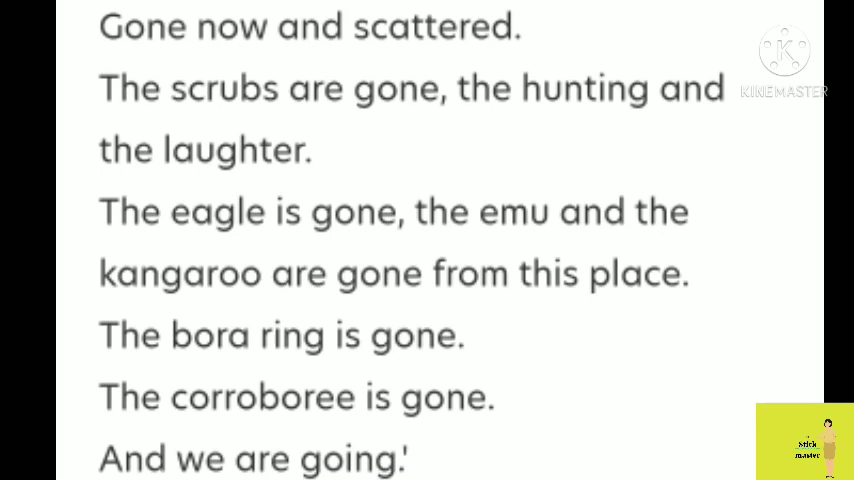 Gone now and scattered.
The scrubs are gone, the hunting and
the laughter.
The eagle is gone, the emu and the
kangaroo are gone from this place.
The bora ring is gone.
The corroboree is gone.
And we are going.'
KINEMASTER
Stick
master